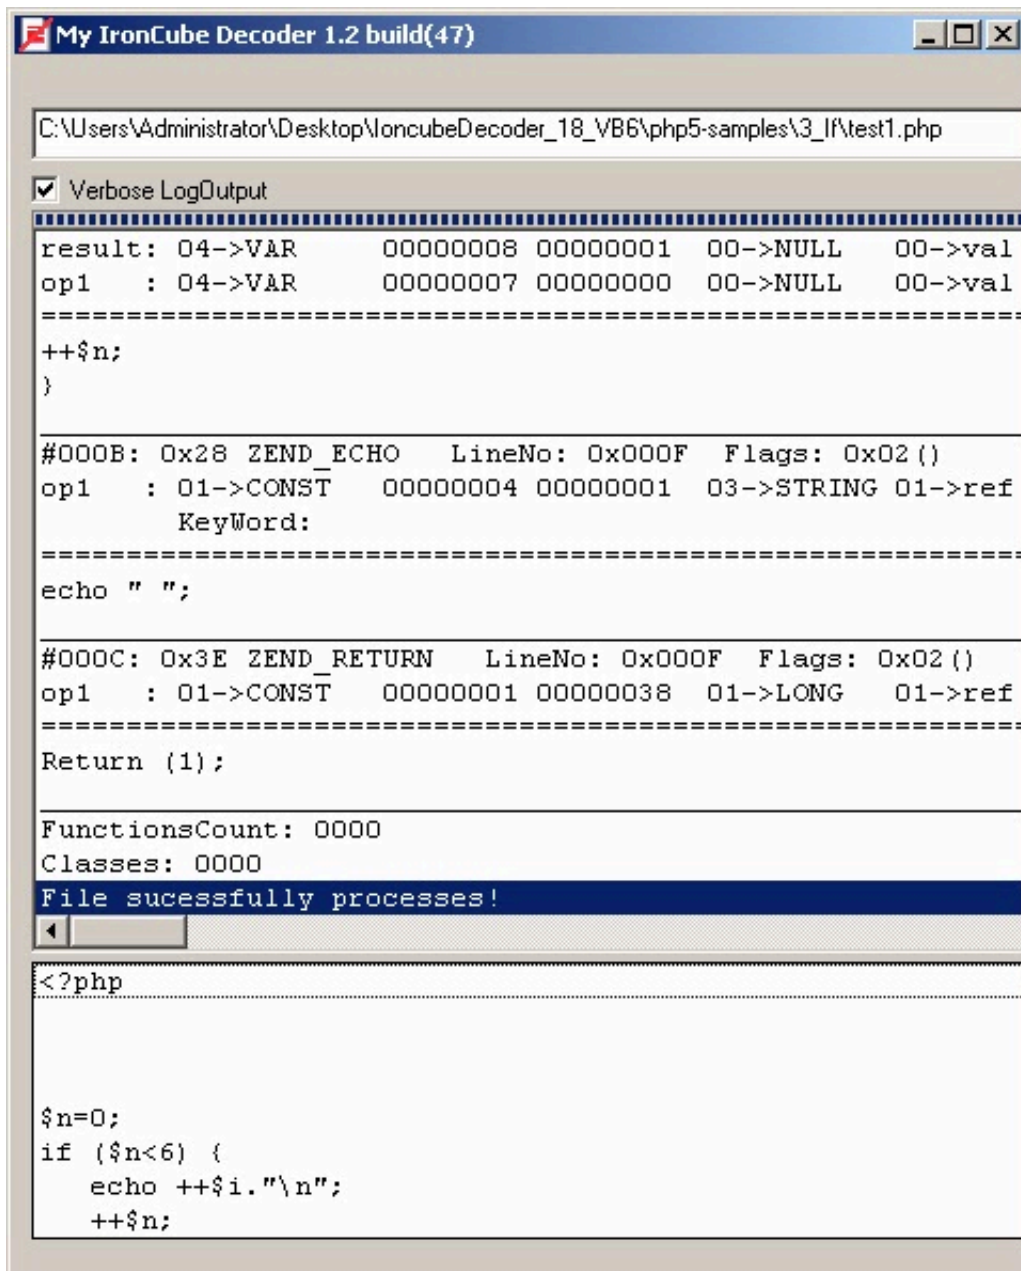 My IronCube Decoder 1.2 build(47)
C:\Users\Administrator\Desktop\IoncubeDecoder_18_VB6\php5-samples\3_If\test1.php
Verbose LogOutput
result: 04->VAR     00000008 00000001  00->NULL   00->val
op1   : 04->VAR     00000007 00000000  00->NULL   00->val
=========================================================
++$n;
}
#000B: 0x28 ZEND_ECHO   LineNo: 0x000F  Flags: 0x02()
op1   : 01->CONST   00000004 00000001  03->STRING 01->ref
        KeyWord:
=========================================================
echo " ";
#000C: 0x3E ZEND_RETURN   LineNo: 0x000F  Flags: 0x02()
op1   : 01->CONST   00000001 00000038  01->LONG   01->ref
=========================================================
Return (1);
FunctionsCount: 0000
Classes: 0000
File sucessfully processes!
<?php
$n=0;
if ($n<6) {
   echo ++$i."\n";
   ++$n;